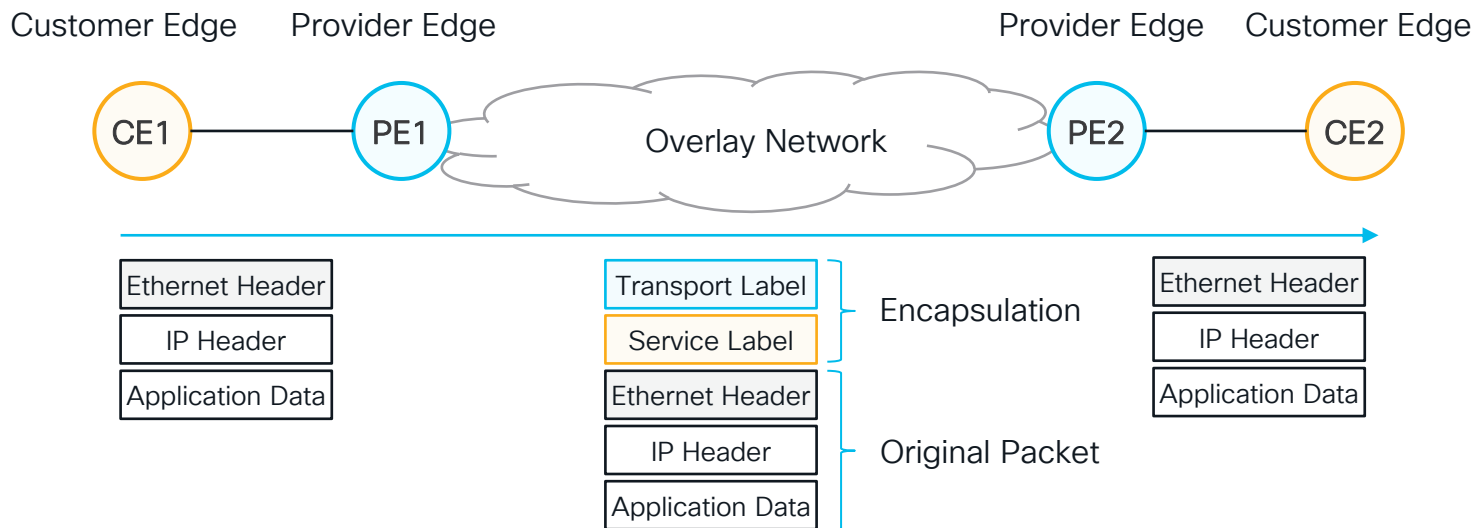 Customer Edge
Provider Edge
Provider Edge
Customer Edge
CE1
PE1
Overlay Network
PE2
CE2
Ethernet Header
IP Header
Application Data
Transport Label
Service Label
Encapsulation
Ethernet Header
IP Header
Application Data
Original Packet
Ethernet Header
IP Header
Application Data